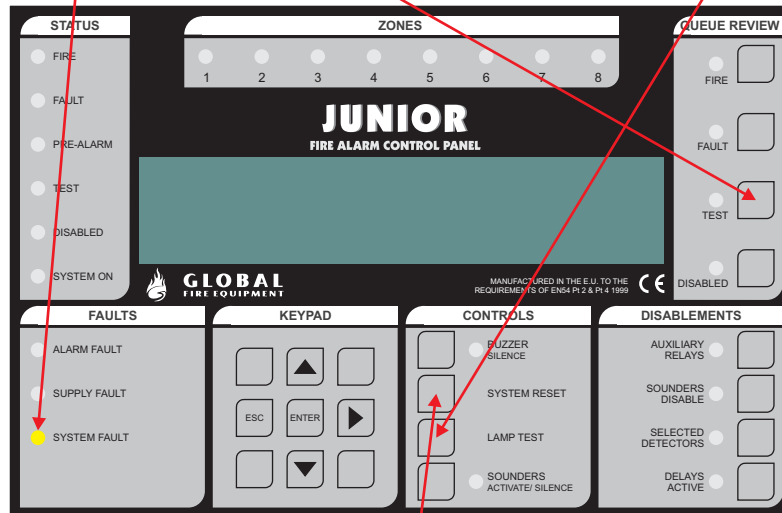 STATUS
FIRE
FAULT
PRE-ALARM
TEST
DISABLED
SYSTEM ON
ZONES
1 2 3 4 5 6 7 8
JUNIOR
FIRE ALARM CONTROL PANEL
GLOBAL
FIRE EQUIPMENT
MANUFACTURED IN THE E.U. TO THE
REQUIREMENTS OF EN54 Pt 2 & Pt 4 1999
CE
QUEUE REVIEW
FIRE
FAULT
TEST
DISABLED
FAULTS
ALARM FAULT
SUPPLY FAULT
SYSTEM FAULT
KEYPAD
ESC
ENTER
CONTROLS
BUZZER
SILENCE
SYSTEM RESET
LAMP TEST
SOUNDERS
ACTIVATE/ SILENCE
DISABLEMENTS
AUXILIARY
RELAYS
SOUNDERS
DISABLE
SELECTED
DETECTORS
DELAYS
ACTIVE